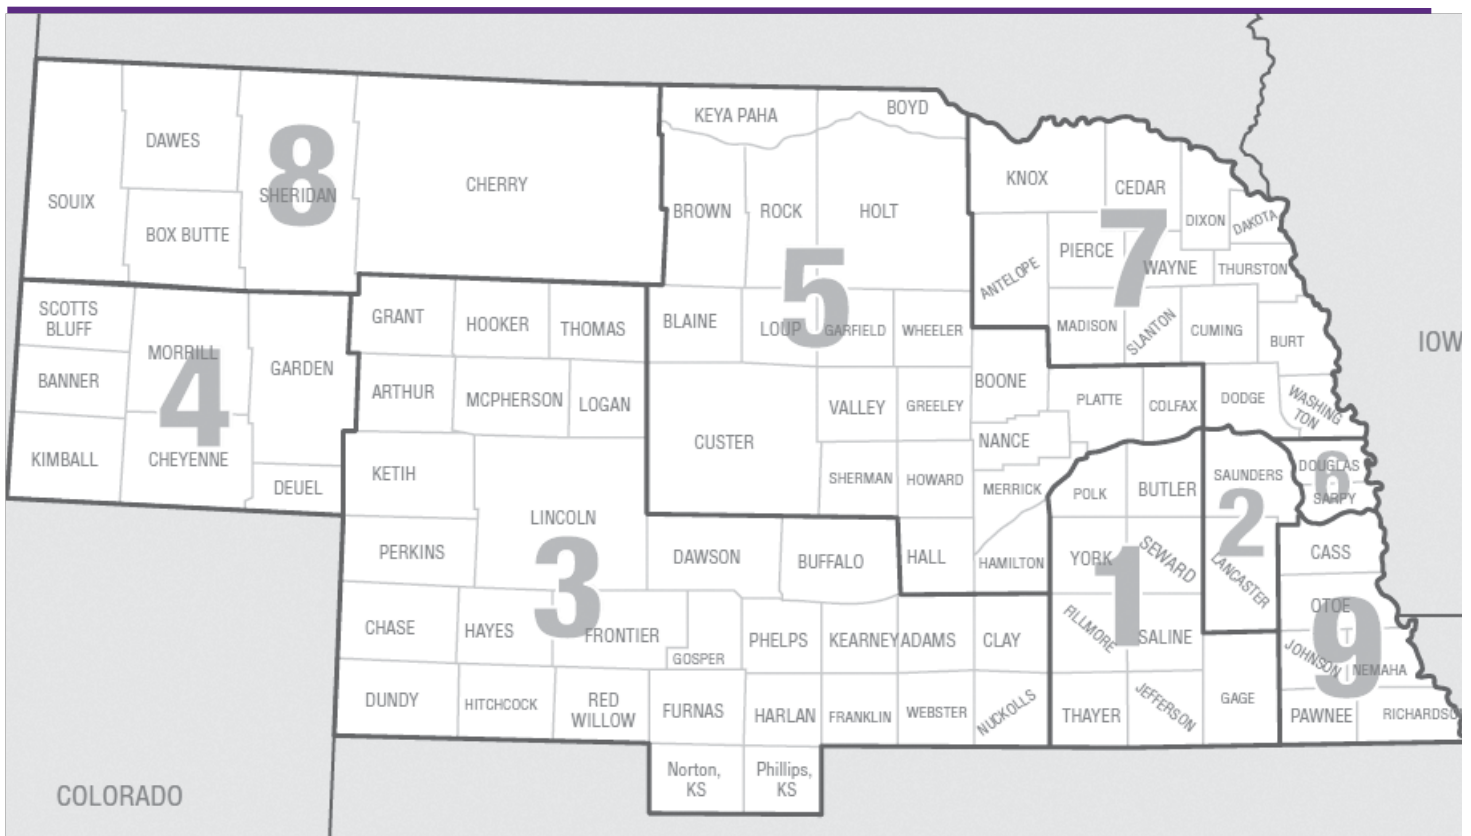 KEYA PAHA
BOYD
DAWES
8
SHERIDAN
CHERRY
SOUIX
BOX BUTTE
BROWN
ROCK
HOLT
5
KNOX
CEDAR
DIXON
DAKOTA
7
PIERCE
WAYNE
THURSTON
ANTELOPE
SCOTTS
BLUFF
MORRILL
GARDEN
BANNER
4
KIMBALL
CHEYENNE
DEUEL
GRANT
HOOKER
THOMAS
ARTHUR
MCPHERSON
LOGAN
BLAINE
LOUP
GARFIELD
WHEELER
MADISON
SLANTON
CUMING
BURT
IOW
BOONE
PLATTE
COLFAX
DODGE
WASHING
TON
VALLEY
GREELEY
CUSTER
NANCE
SHERMAN
HOWARD
MERRICK
POLK
BUTLER
SAUNDERS
2
DOUGLAS
6
SARPY
KETIH
LINCOLN
PERKINS
3
DAWSON
BUFFALO
HALL
HAMILTON
YORK
SEWARD
1
LANCASTER
CASS
OTOE
9
CHASE
HAYES
FRONTIER
GOSPER
PHELPS
KEARNEY
ADAMS
CLAY
FILLMORE
SALINE
JOHNSON
NEMAHA
DUNDY
HITCHCOCK
RED
WILLOW
FURNAS
HARLAN
FRANKLIN
WEBSTER
NUCKOLLS
THAYER
JEFFERSON
GAGE
PAWNEE
RICHARDSO
Norton,
KS
Phillips,
KS
COLORADO